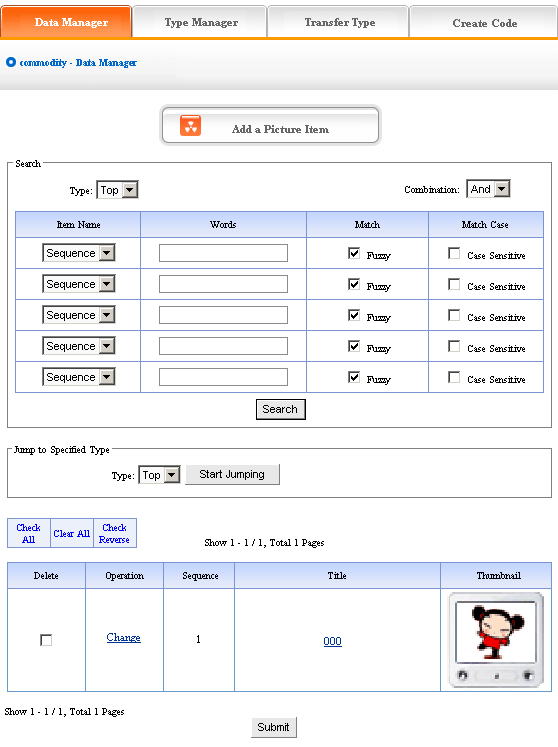 Data Manager Type Manager Transfer Type Create Code
commodity - Data Manager
Add a Picture Item
Search
Type: Top Combination: And
Item Name Words Match Match Case
Sequence Fuzzy Case Sensitive
Sequence Fuzzy Case Sensitive
Sequence Fuzzy Case Sensitive
Sequence Fuzzy Case Sensitive
Sequence Fuzzy Case Sensitive
Search
Jump to Specified Type
Type: Top Start Jumping
Check All Clear All Check Reverse
Show 1 - 1 / 1, Total 1 Pages
Delete Operation Sequence Title Thumbnail
Change 1 000
Show 1 - 1 / 1, Total 1 Pages
Submit